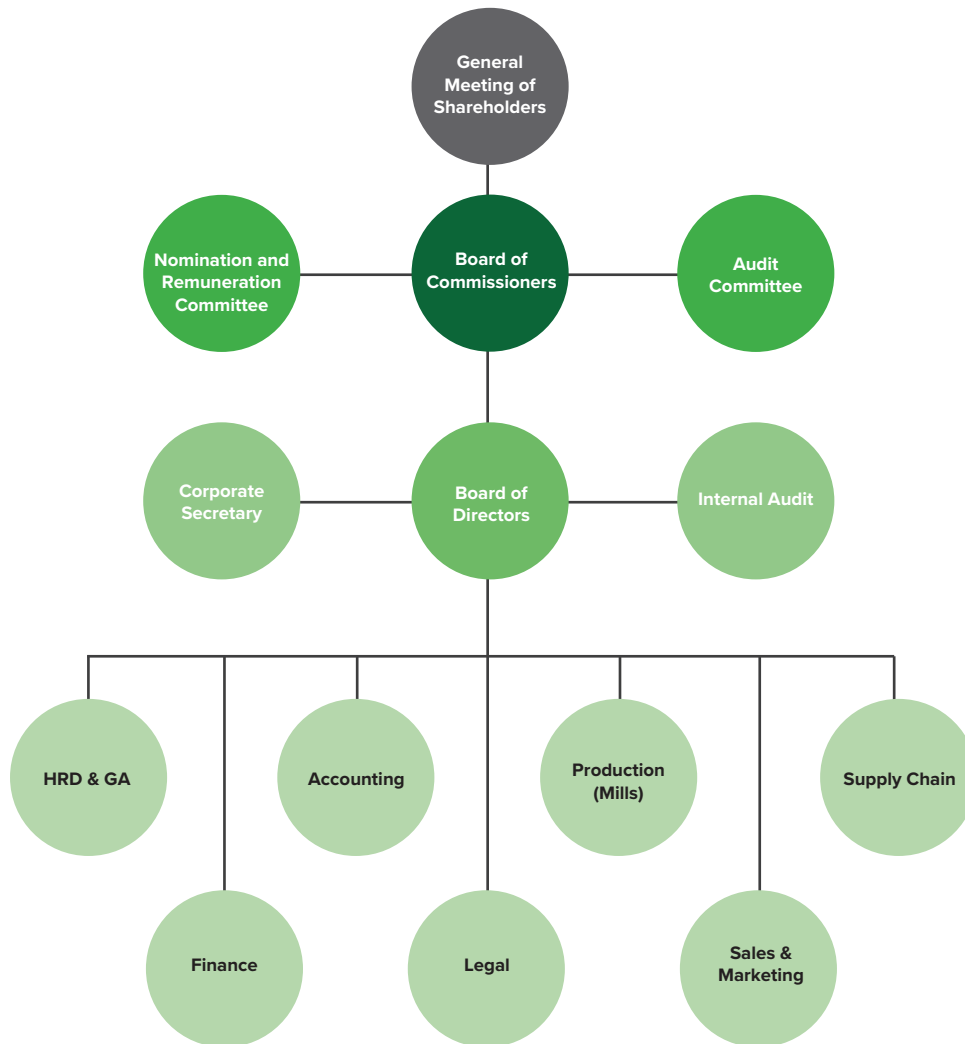 General
Meeting of
Shareholders
Nomination and
Remuneration
Committee
Board of
Commissioners
Audit
Committee
Corporate
Secretary
Board of
Directors
Internal Audit
HRD & GA
Accounting
Production
(Mills)
Supply Chain
Finance
Legal
Sales &
Marketing